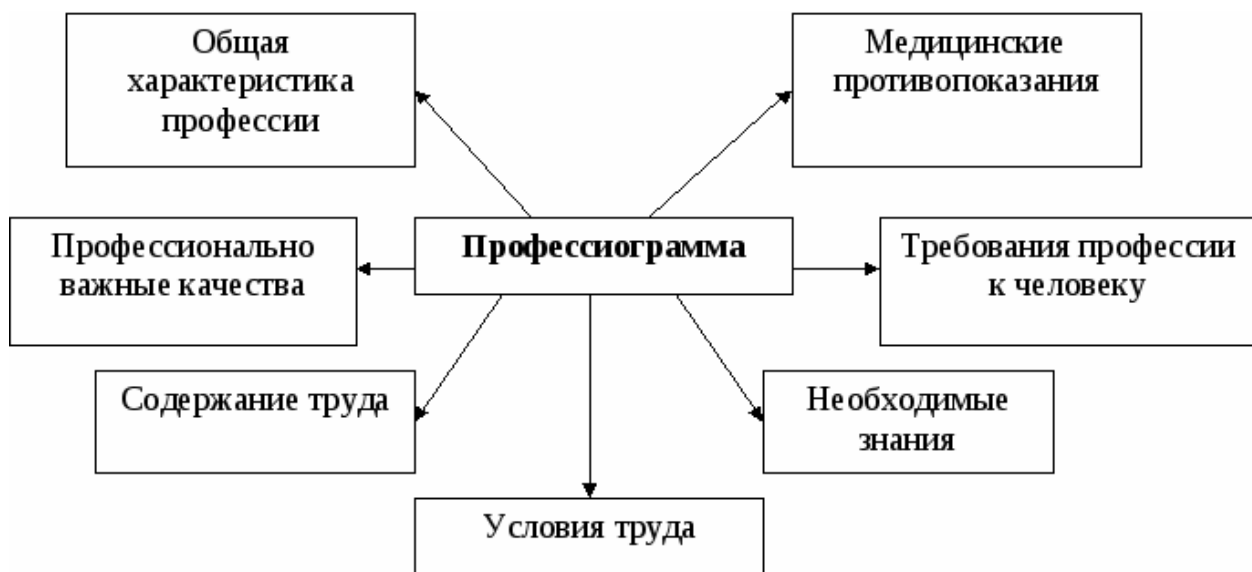 Общая
характеристика
профессии
Медицинские
противопоказания
Профессионально
важные качества
Профессиограмма
Требования профессии
к человеку
Содержание труда
Необходимые
знания
Условия труда